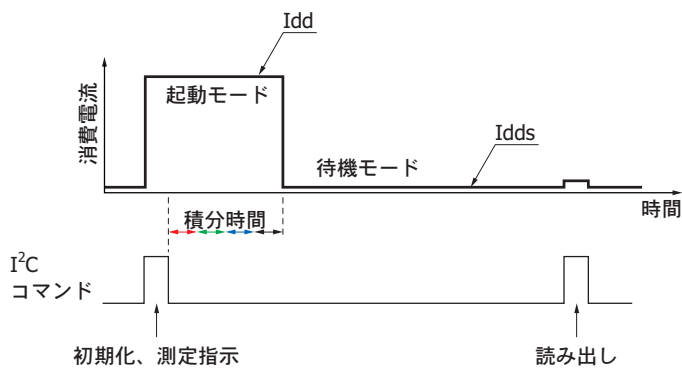 Idd
起動モード
消費電流
Idds
待機モード
時間
積分時間
I²C
コマンド
初期化、測定指示
読み出し